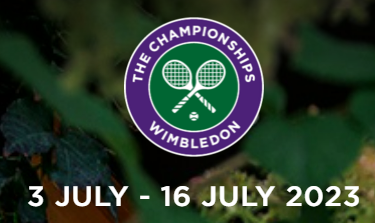 THE CHAMPIONSHIPS
WIMBLEDON
3 JULY - 16 JULY 2023